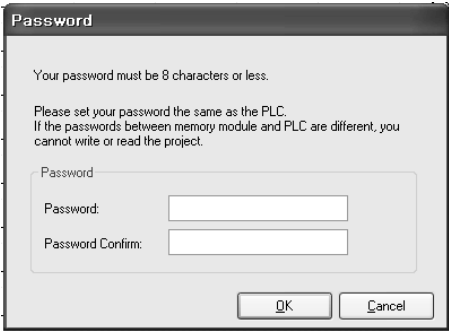 Password
Your password must be 8 characters or less.
Please set your password the same as the PLC.
If the passwords between memory module and PLC are different, you
cannot write or read the project.
Password
Password:
Password Confirm:
OK
Cancel